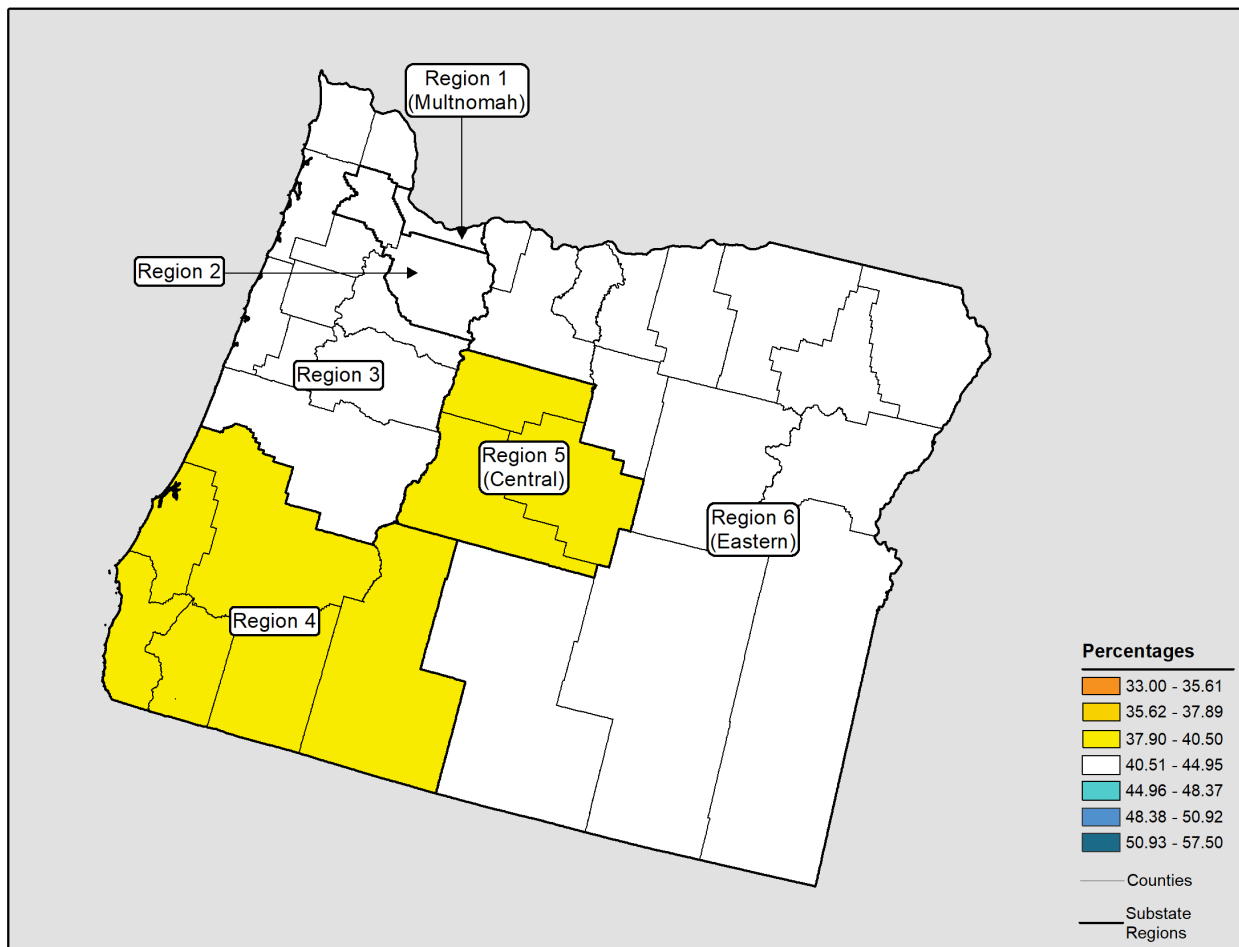 Region 1
(Multnomah)
Region 2
Region 3
Region 5
(Central)
Region 6
(Eastern)
Region 4
Percentages
33.00 - 35.61
35.62 - 37.89
37.90 - 40.50
40.51 - 44.95
44.96 - 48.37
48.38 - 50.92
50.93 - 57.50
Counties
Substate
Regions